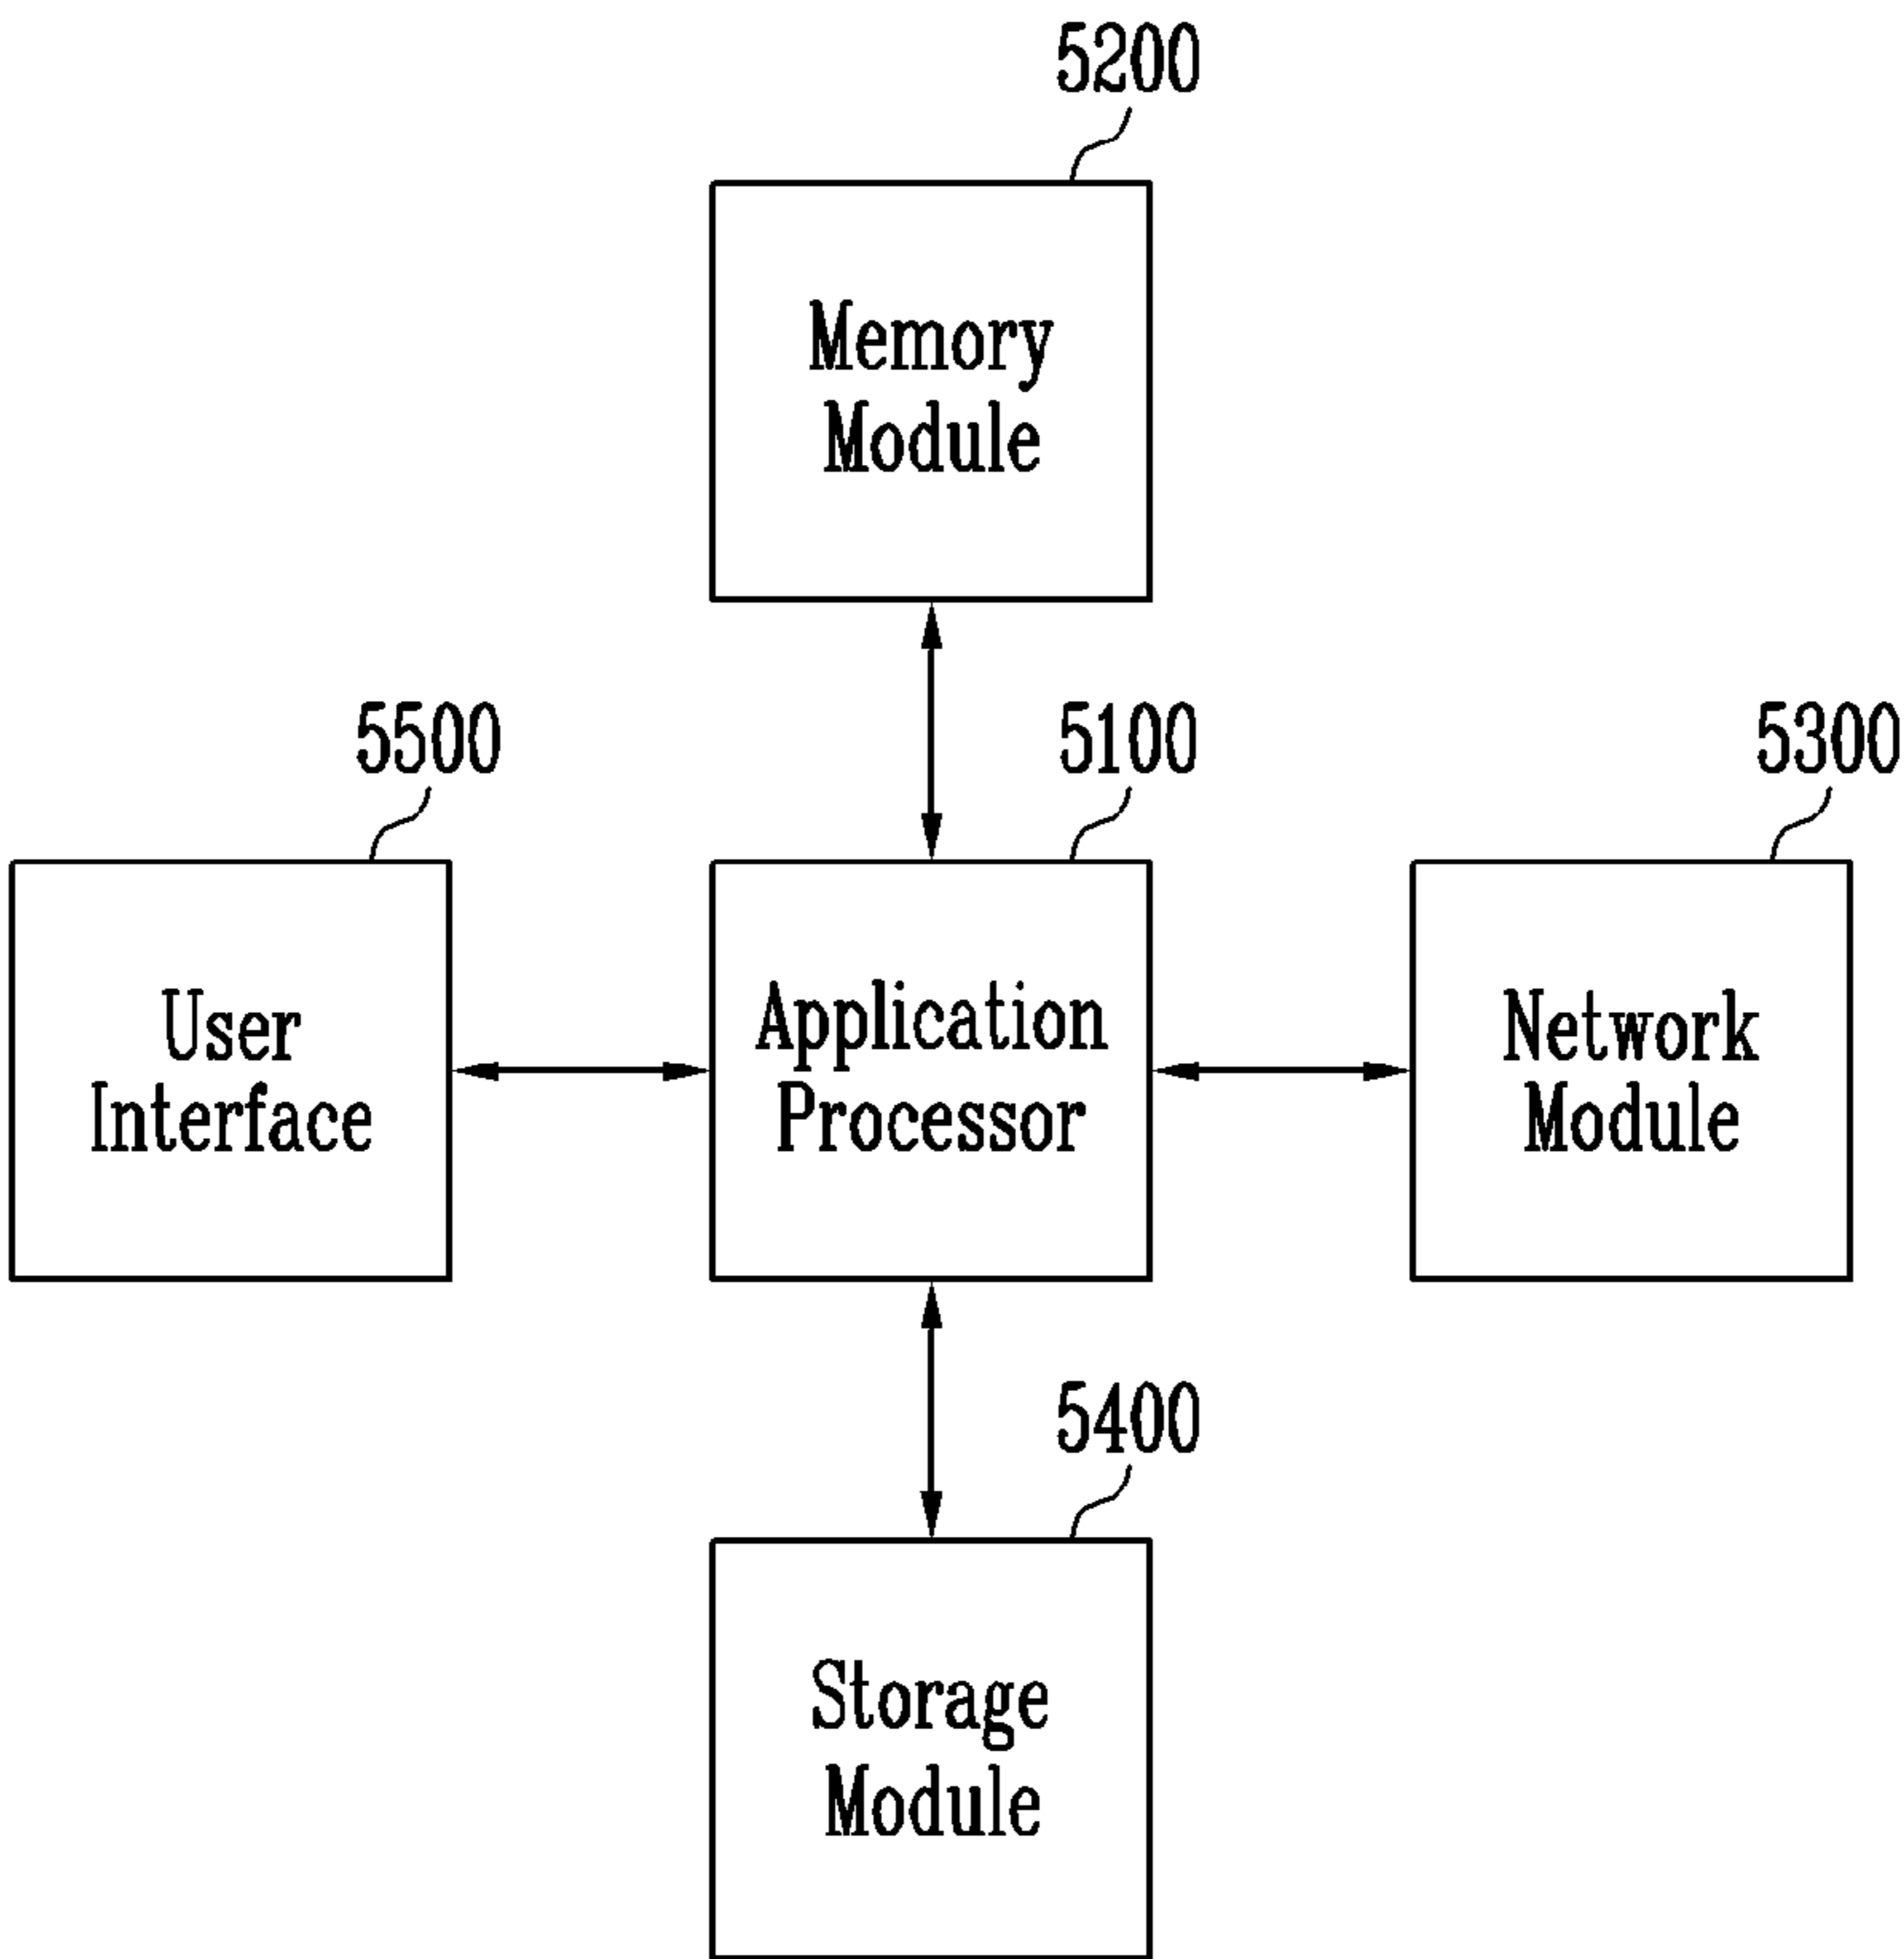 5200
Memory
Module
5500
5100
5300
User
Interface
Application
Processor
Network
Module
5400
Storage
Module